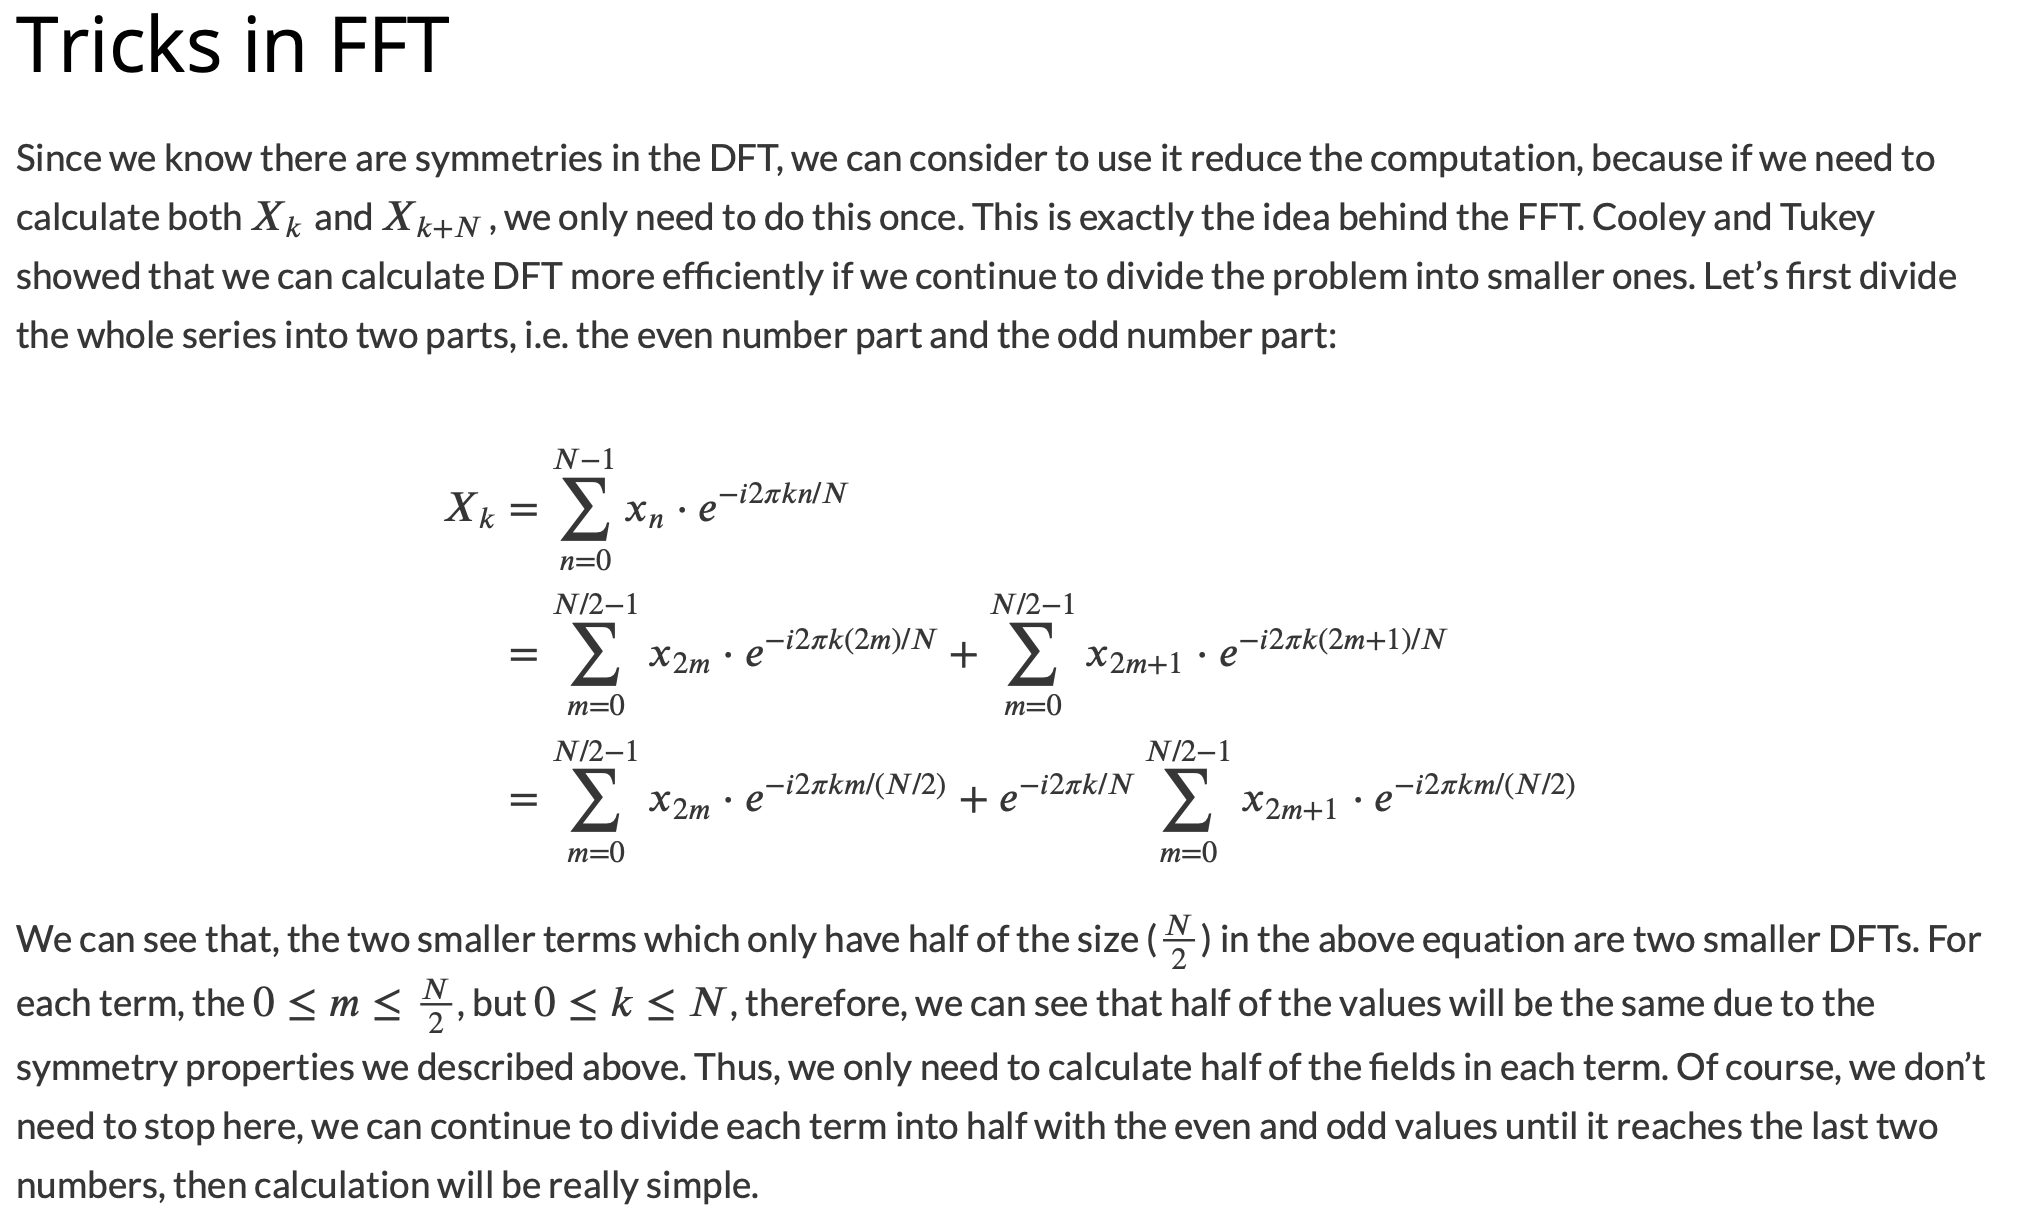 Tricks in FFT
Since we know there are symmetries in the DFT, we can consider to use it reduce the computation, because if we need to
calculate both X_k and X_{k+N}, we only need to do this once. This is exactly the idea behind the FFT. Cooley and Tukey
showed that we can calculate DFT more efficiently if we continue to divide the problem into smaller ones. Let’s first divide
the whole series into two parts, i.e. the even number part and the odd number part:
X_k = \sum_{n=0}^{N-1} x_n \cdot e^{-i2\pi kn/N}
= \sum_{m=0}^{N/2-1} x_{2m} \cdot e^{-i2\pi k(2m)/N} + \sum_{m=0}^{N/2-1} x_{2m+1} \cdot e^{-i2\pi k(2m+1)/N}
= \sum_{m=0}^{N/2-1} x_{2m} \cdot e^{-i2\pi km/(N/2)} + e^{-i2\pi k/N} \sum_{m=0}^{N/2-1} x_{2m+1} \cdot e^{-i2\pi km/(N/2)}
We can see that, the two smaller terms which only have half of the size (\frac{N}{2}) in the above equation are two smaller DFTs. For
each term, the 0 ≤ m ≤ \frac{N}{2}, but 0 ≤ k ≤ N, therefore, we can see that half of the values will be the same due to the
symmetry properties we described above. Thus, we only need to calculate half of the fields in each term. Of course, we don’t
need to stop here, we can continue to divide each term into half with the even and odd values until it reaches the last two
numbers, then calculation will be really simple.